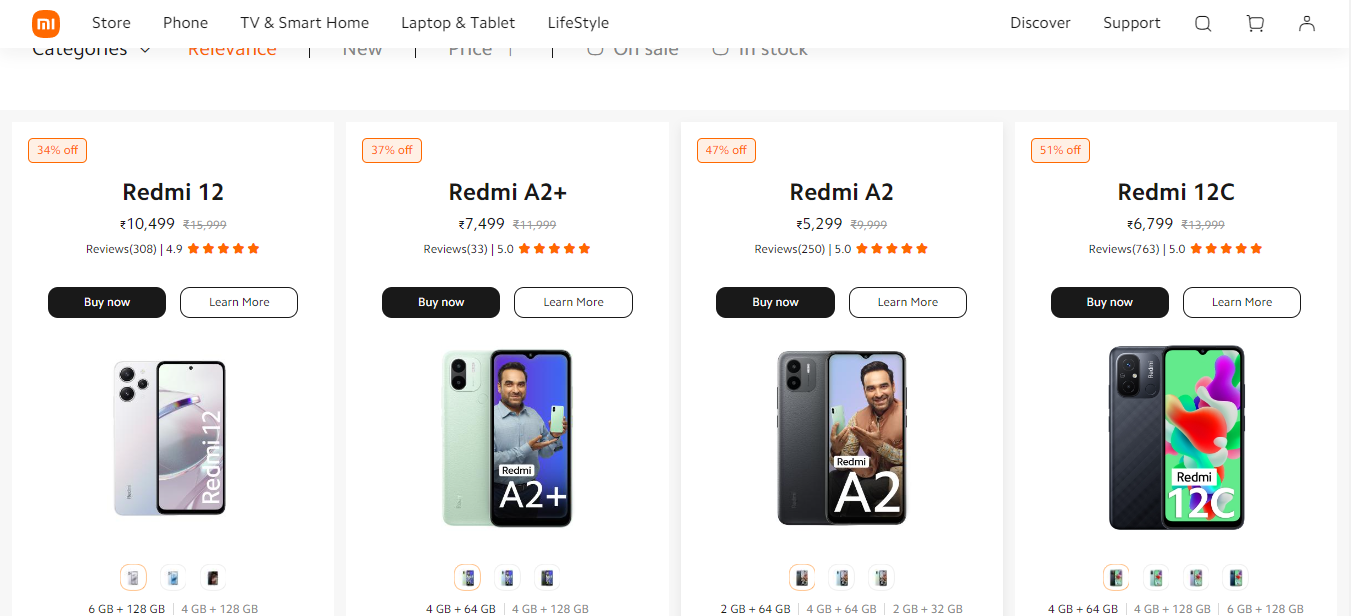 mi Store Phone TV & Smart Home Laptop & Tablet LifeStyle Discover Support
Categories Relevance | New | Price | On sale In stock
34% off
Redmi 12
₹10,499 ₹15,999
Reviews(308) | 4.9
Buy now Learn More
Redmi
Redmi 12
6 GB + 128 GB | 4 GB + 128 GB
37% off
Redmi A2+
₹7,499 ₹11,999
Reviews(33) | 5.0
Buy now Learn More
Redmi
A2+
4 GB + 64 GB | 4 GB + 128 GB
47% off
Redmi A2
₹5,299 ₹9,999
Reviews(250) | 5.0
Buy now Learn More
Redmi
A2
2 GB + 64 GB | 4 GB + 64 GB | 2 GB + 32 GB
51% off
Redmi 12C
₹6,799 ₹13,999
Reviews(763) | 5.0
Buy now Learn More
Redmi
Redmi
12C
4 GB + 64 GB | 4 GB + 128 GB | 6 GB + 128 GB